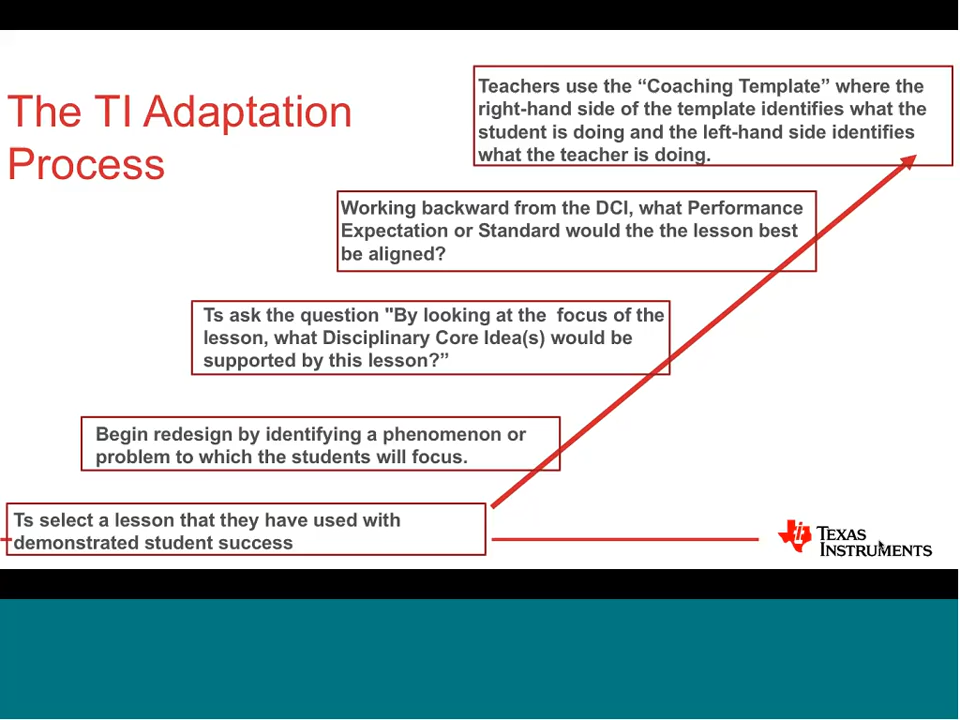 The TI Adaptation
Process
Teachers use the “Coaching Template” where the
right-hand side of the template identifies what the
student is doing and the left-hand side identifies
what the teacher is doing.
Working backward from the DCI, what Performance
Expectation or Standard would the the lesson best
be aligned?
Ts ask the question "By looking at the  focus of the
lesson, what Disciplinary Core Idea(s) would be
supported by this lesson?”
Begin redesign by identifying a phenomenon or
problem to which the students will focus.
Ts select a lesson that they have used with
demonstrated student success
TEXAS
INSTRUMENTS